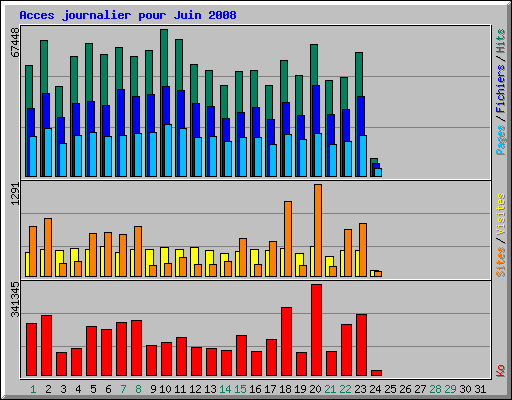 Acces journalier pour Juin 2008
67448
Pages/Fichiers/Hits
1291
Sites/Visites
341345
Ko
1 2 3 4 5 6 7 8 9 10 11 12 13 14 15 16 17 18 19 20 21 22 23 24 25 26 27 28 29 30 31